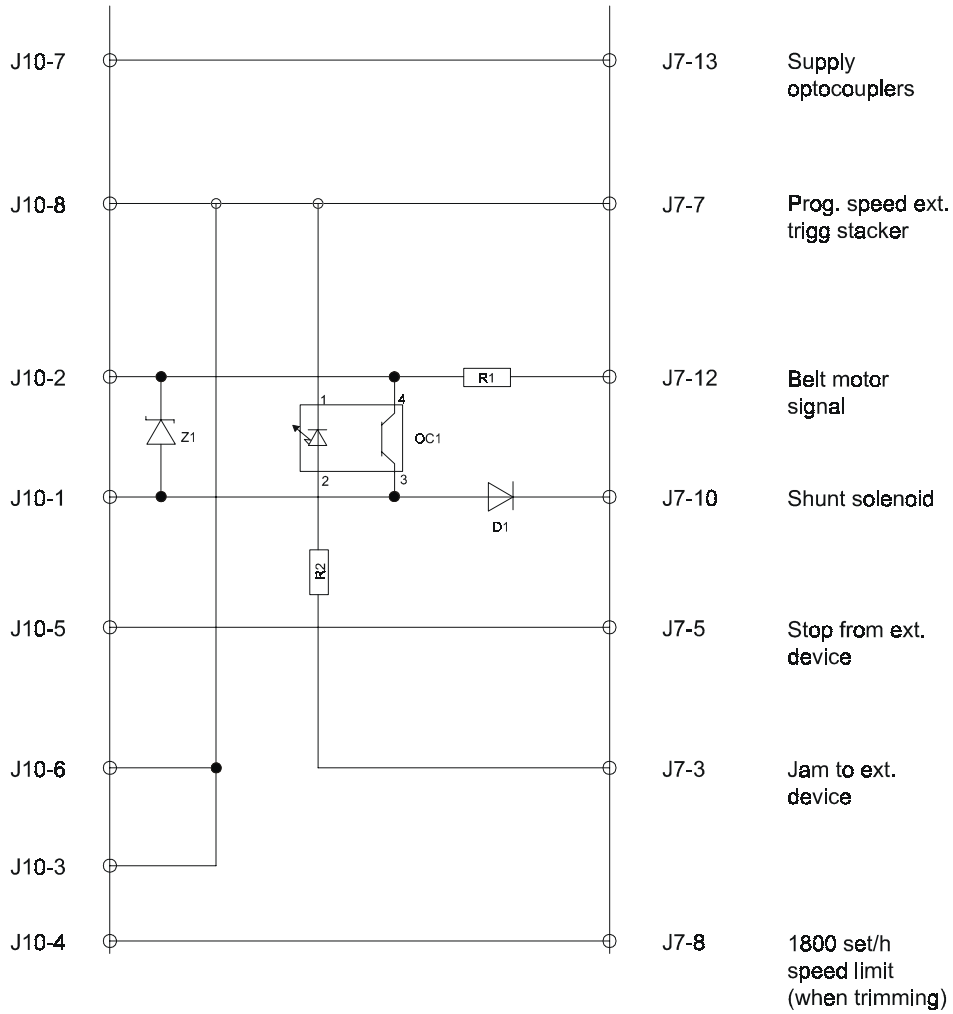 J10-7
J7-13
Supply
optocouplers
J10-8
J7-7
Prog. speed ext.
trigg stacker
J10-2
R1
J7-12
Belt motor
signal
1
4
Z1
OC1
2
3
J10-1
D1
J7-10
Shunt solenoid
R2
J10-5
J7-5
Stop from ext.
device
J10-6
J7-3
Jam to ext.
device
J10-3
J10-4
J7-8
1800 set/h
speed limit
(when trimming)